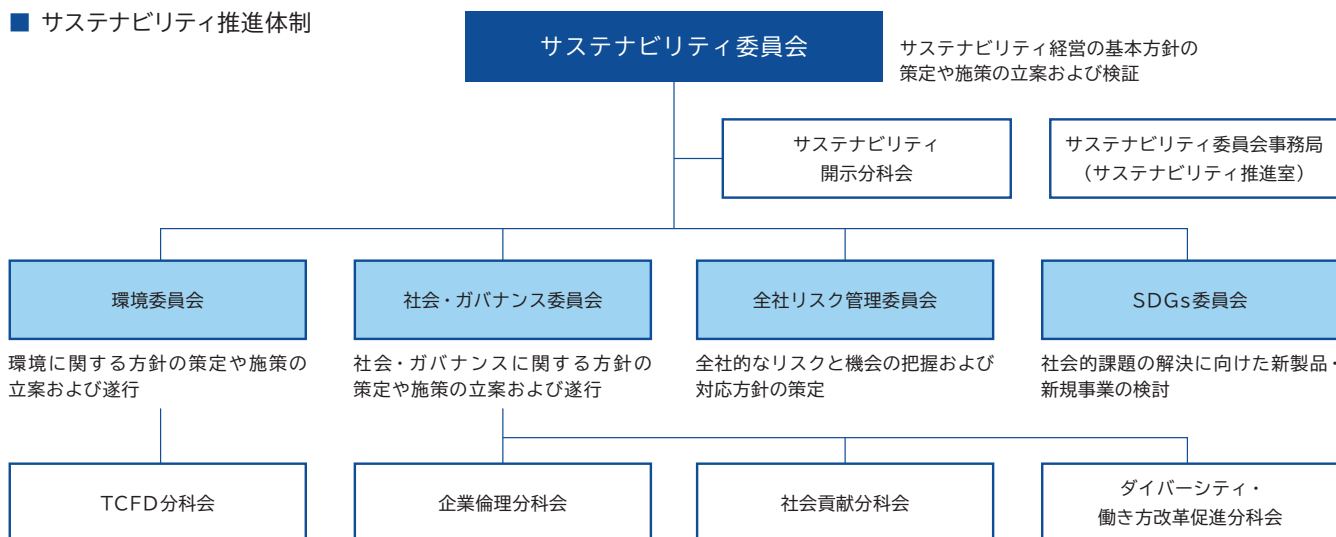 ■ サステナビリティ推進体制
サステナビリティ委員会
サステナビリティ経営の基本方針の
策定や施策の立案および検証
サステナビリティ
開示分科会
サステナビリティ委員会事務局
（サステナビリティ推進室）
環境委員会
環境に関する方針の策定や施策の
立案および遂行
社会・ガバナンス委員会
社会・ガバナンスに関する方針の
策定や施策の立案および遂行
全社リスク管理委員会
全社的なリスクと機会の把握および
対応方針の策定
SDGs委員会
社会的課題の解決に向けた新製品・
新規事業の検討
TCFD分科会
企業倫理分科会
社会貢献分科会
ダイバーシティ・
働き方改革促進分科会